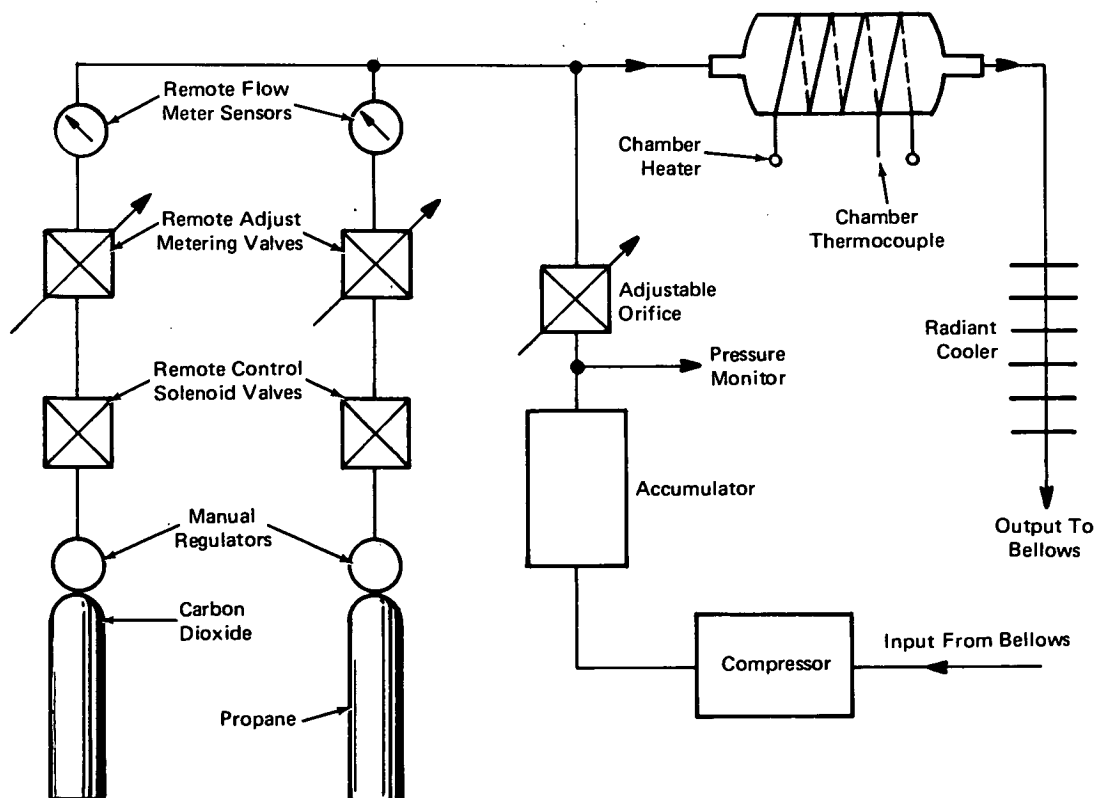 Remote Flow
Meter Sensors
Chamber
Heater
Chamber
Thermocouple
Remote Adjust
Metering Valves
Adjustable
Orifice
Radiant
Cooler
Pressure
Monitor
Remote Control
Solenoid Valves
Accumulator
Manual
Regulators
Output To
Bellows
Carbon
Dioxide
Compressor
Input From Bellows
Propane